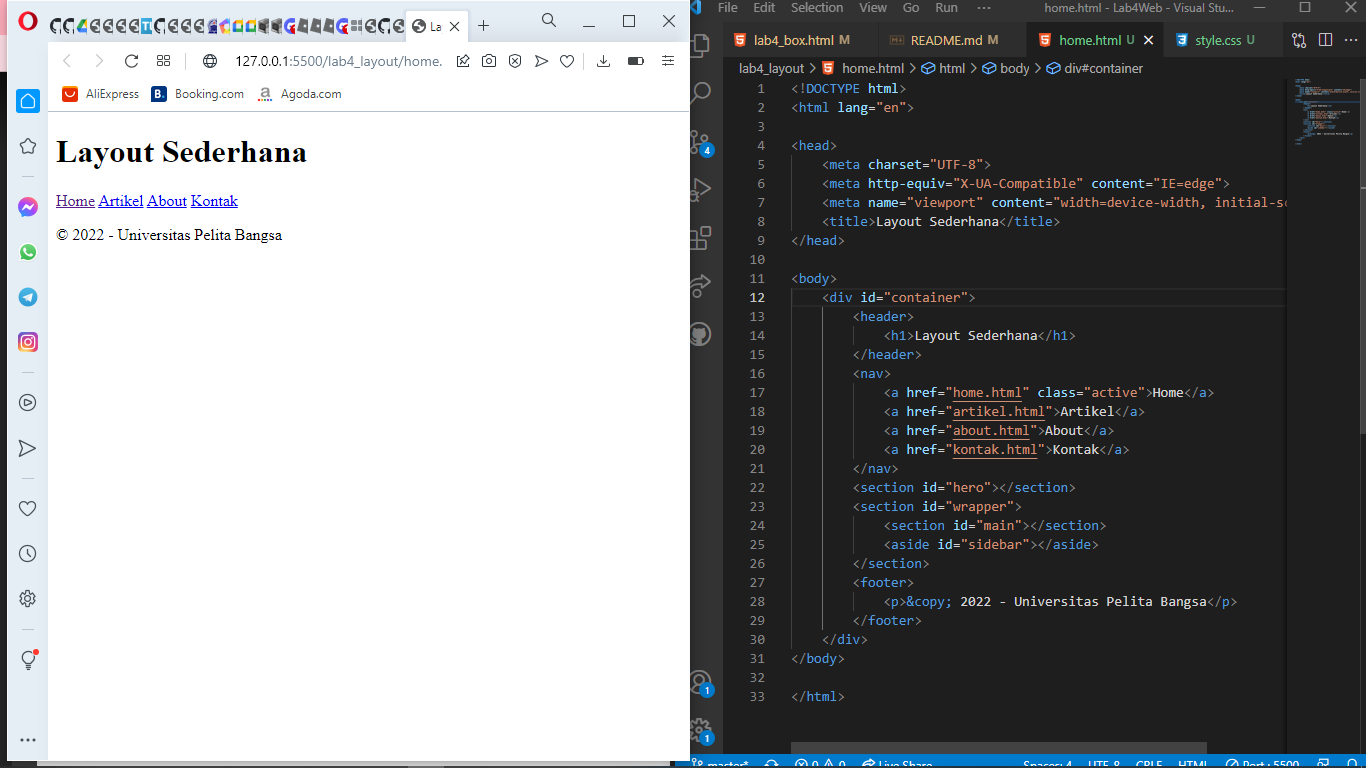 La
127.0.0.1:5500/lab4_layout/home.
AliExpress
B. Booking.com
a Agoda.com
Layout Sederhana
Home Artikel About Kontak
© 2022 - Universitas Pelita Bangsa
File Edit Selection View Go Run ··· home.html - Lab4Web - Visual Stu...
lab4_box.html M README.md M home.html U style.css U
lab4_layout > home.html > html > body > div#container
1 <!DOCTYPE html>
2 <html lang="en">
3
4 <head>
5 <meta charset="UTF-8">
6 <meta http-equiv="X-UA-Compatible" content="IE=edge">
7 <meta name="viewport" content="width=device-width, initial-sc
8 <title>Layout Sederhana</title>
9 </head>
10
11 <body>
12 <div id="container">
13 <header>
14 <h1>Layout Sederhana</h1>
15 </header>
16 <nav>
17 <a href="home.html" class="active">Home</a>
18 <a href="artikel.html">Artikel</a>
19 <a href="about.html">About</a>
20 <a href="kontak.html">Kontak</a>
21 </nav>
22 <section id="hero"></section>
23 <section id="wrapper">
24 <section id="main"></section>
25 <aside id="sidebar"></aside>
26 </section>
27 <footer>
28 <p>&copy; 2022 - Universitas Pelita Bangsa</p>
29 </footer>
30 </div>
31 </body>
32
33 </html>
4
1
1
master* 0 0 Live Share Spaces: 4 UTF-8 CRLF HTML Port : 5500